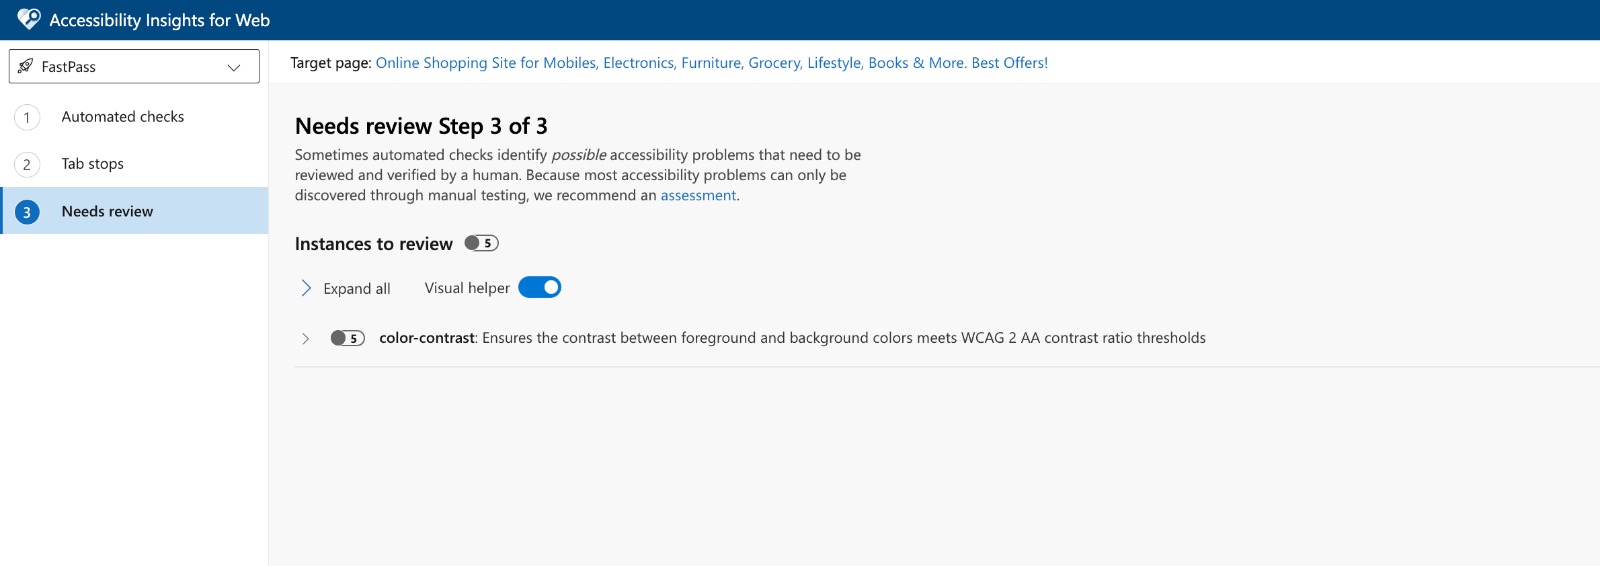 Accessibility Insights for Web
FastPass
Target page: Online Shopping Site for Mobiles, Electronics, Furniture, Grocery, Lifestyle, Books & More. Best Offers!
1 Automated checks
2 Tab stops
3 Needs review
Needs review Step 3 of 3
Sometimes automated checks identify possible accessibility problems that need to be
reviewed and verified by a human. Because most accessibility problems can only be
discovered through manual testing, we recommend an assessment.
Instances to review 5
Expand all Visual helper
5 color-contrast: Ensures the contrast between foreground and background colors meets WCAG 2 AA contrast ratio thresholds